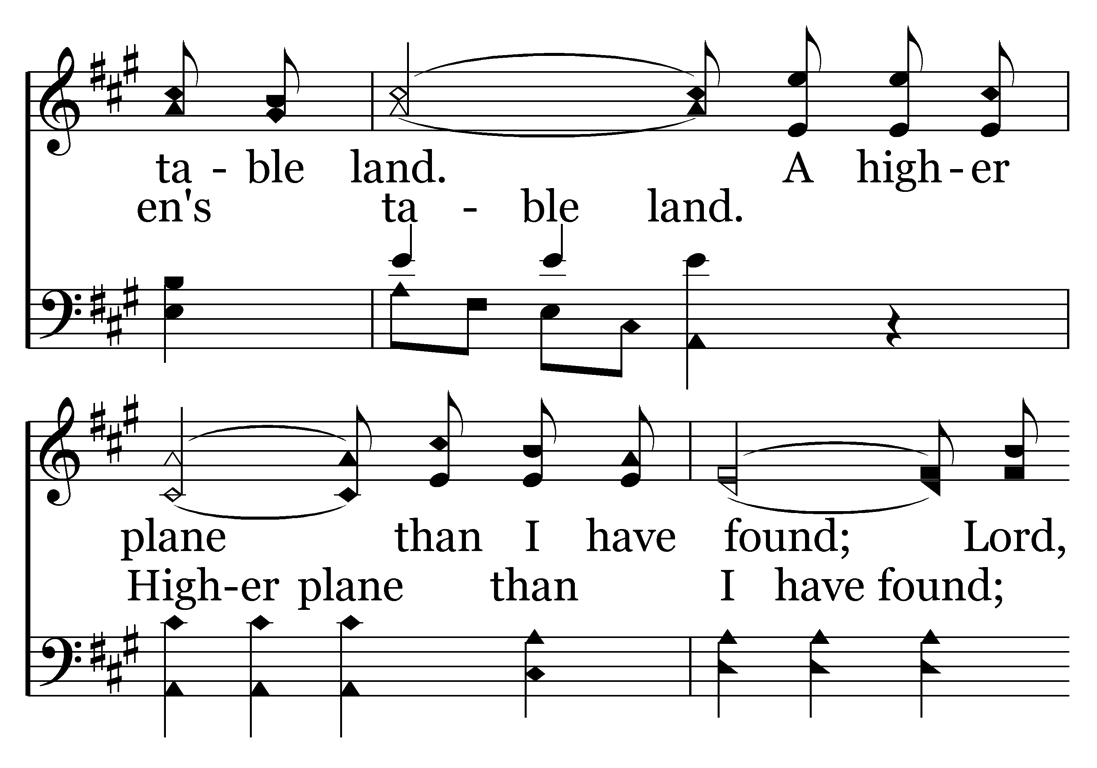 ta - ble land. A high - er
en's ta - ble land.
plane than I have found; Lord,
High-er plane than I have found;